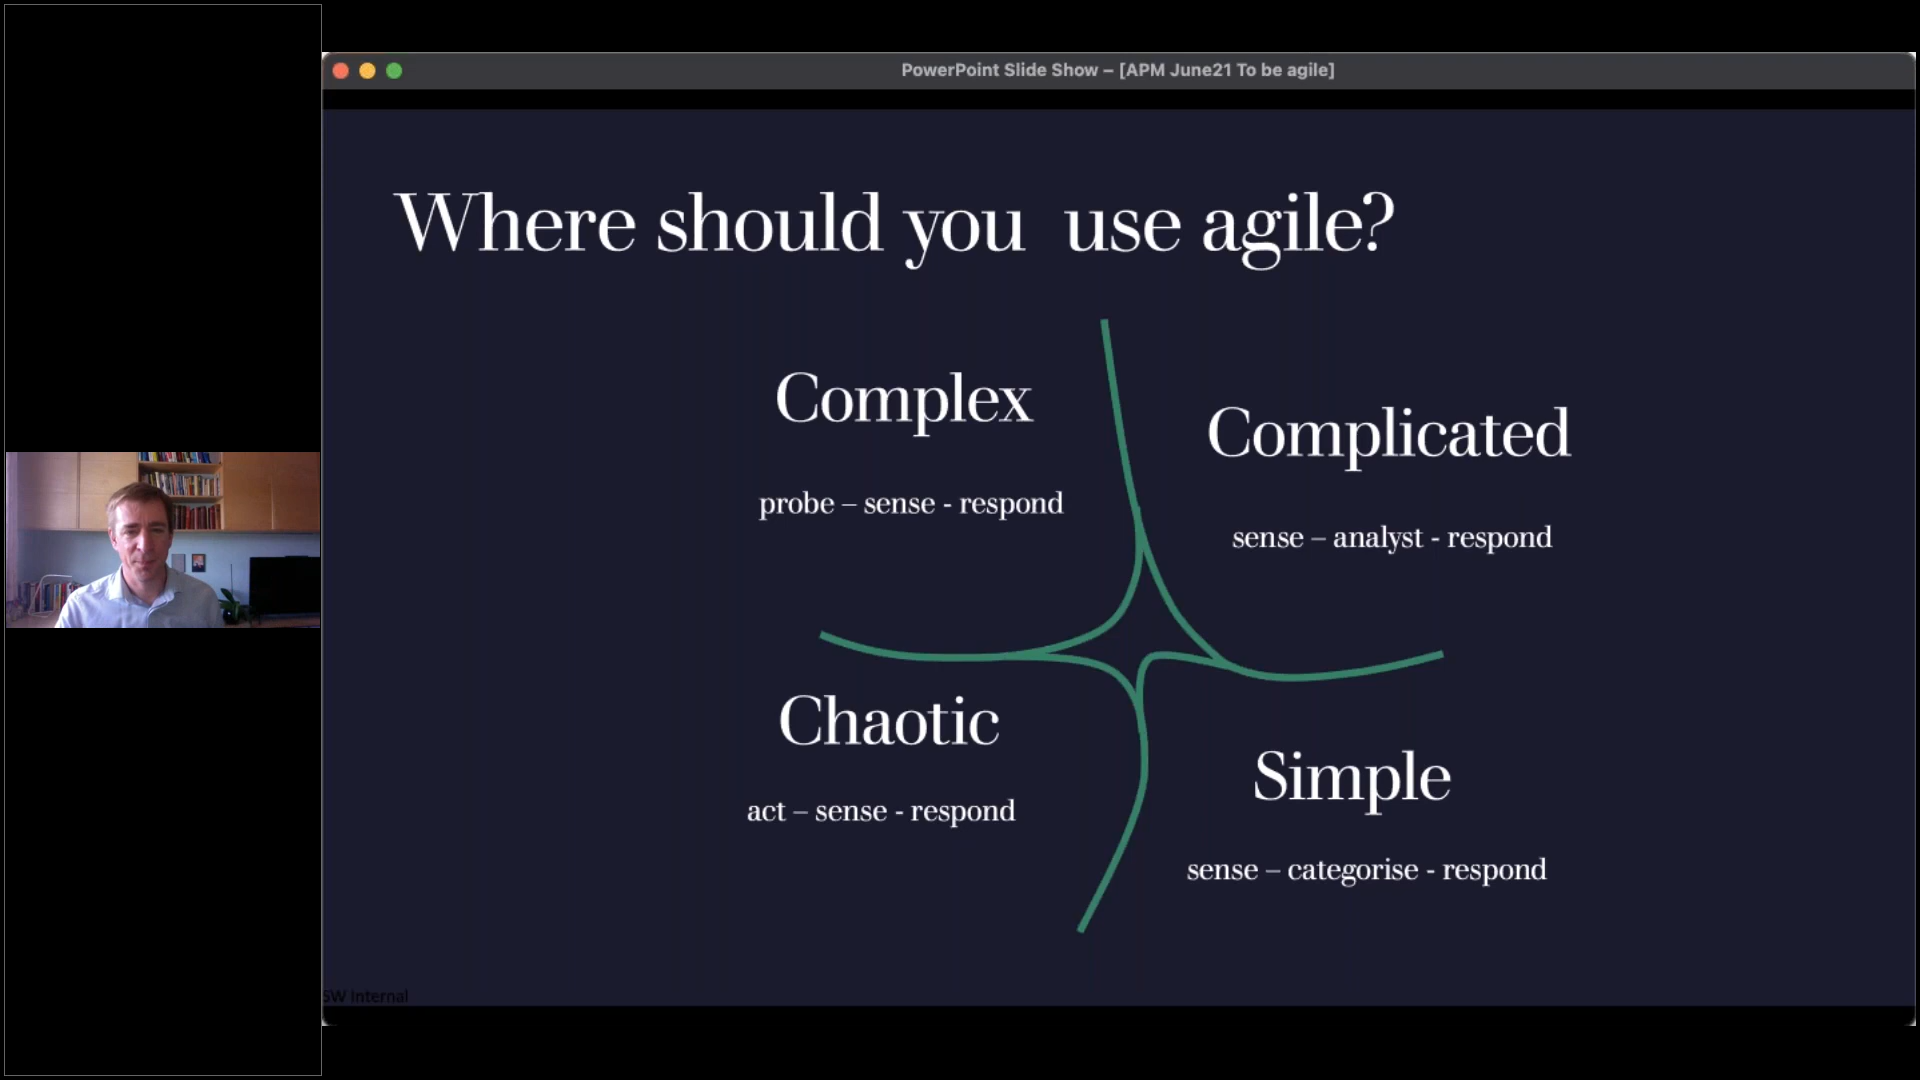 PowerPoint Slide Show – [APM June21 To be agile]
Where should you use agile?
Complex
probe – sense - respond
Complicated
sense – analyst - respond
Chaotic
act – sense - respond
Simple
sense – categorise - respond
SW Internal